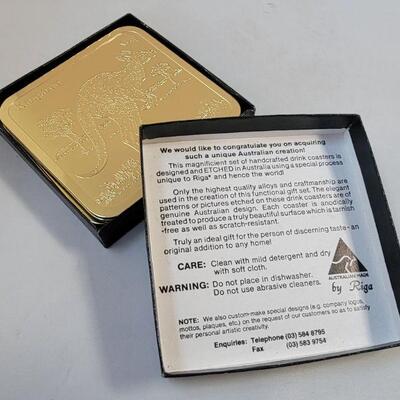 We would like to congratulate you on acquiring
such a unique Australian creation!
This magnificent set of handcrafted drink coasters is
designed and ETCHED in Australia using a special process
unique to Riga* and hence the world!
Only the highest quality alloys and craftmanship are
used in the creation of this functional gift set. The elegant
patterns or pictures etched on these drink coasters are of
genuine Australian design. Each coaster is anodically
treated to produce a truly beautiful surface which is tarnish
-free as well as scratch-resistant.
Truly an ideal gift for the person of discerning taste - an
original addition to any home!
CARE: Clean with mild detergent and dry
with soft cloth.
WARNING: Do not place in dishwasher.
Do not use abrasive cleaners.
AUSTRALIAN MADE
by Riga
NOTE: We also custom-make special designs (e.g. company logos,
mottos, plaques, etc.) on the request of our customers so as to satisfy
their personal artistic creativity.
Enquiries: Telephone (03) 584 8795
Fax (03) 583 9754